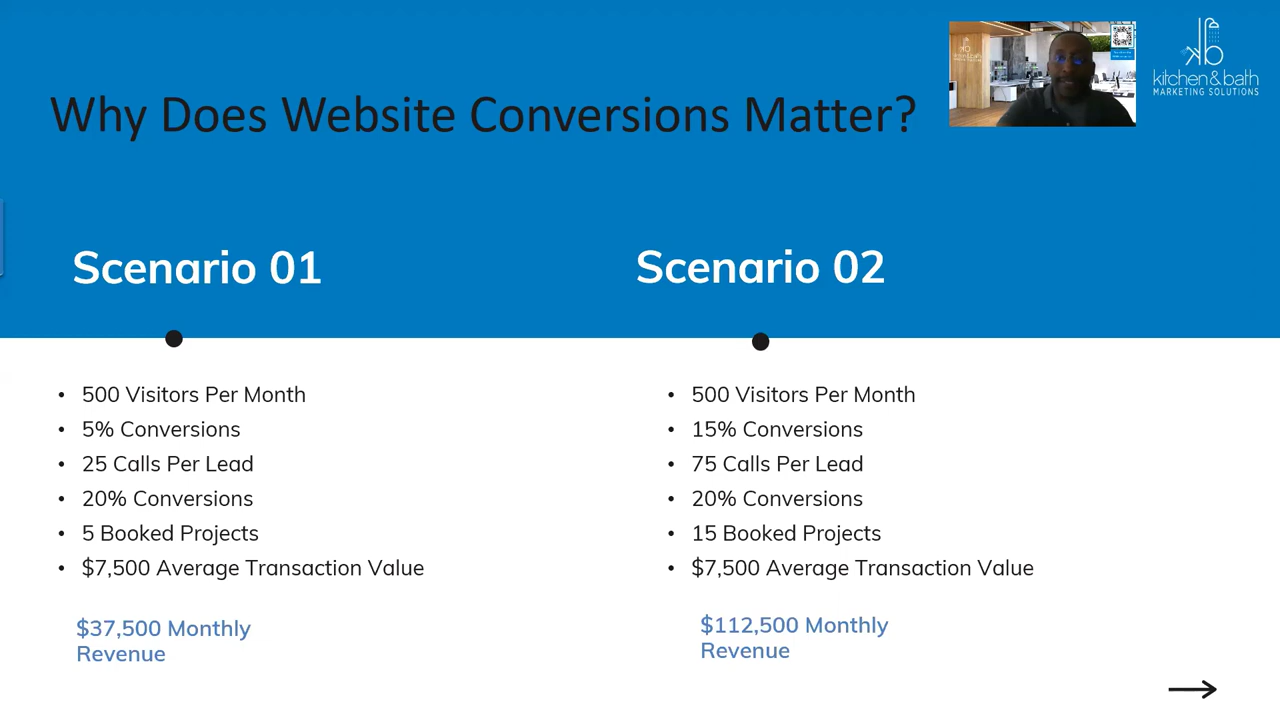 Why Does Website Conversions Matter?
kitchen & bath
MARKETING SOLUTIONS
Scenario 01
• 500 Visitors Per Month
• 5% Conversions
• 25 Calls Per Lead
• 20% Conversions
• 5 Booked Projects
• $7,500 Average Transaction Value
$37,500 Monthly
Revenue
Scenario 02
• 500 Visitors Per Month
• 15% Conversions
• 75 Calls Per Lead
• 20% Conversions
• 15 Booked Projects
• $7,500 Average Transaction Value
$112,500 Monthly
Revenue